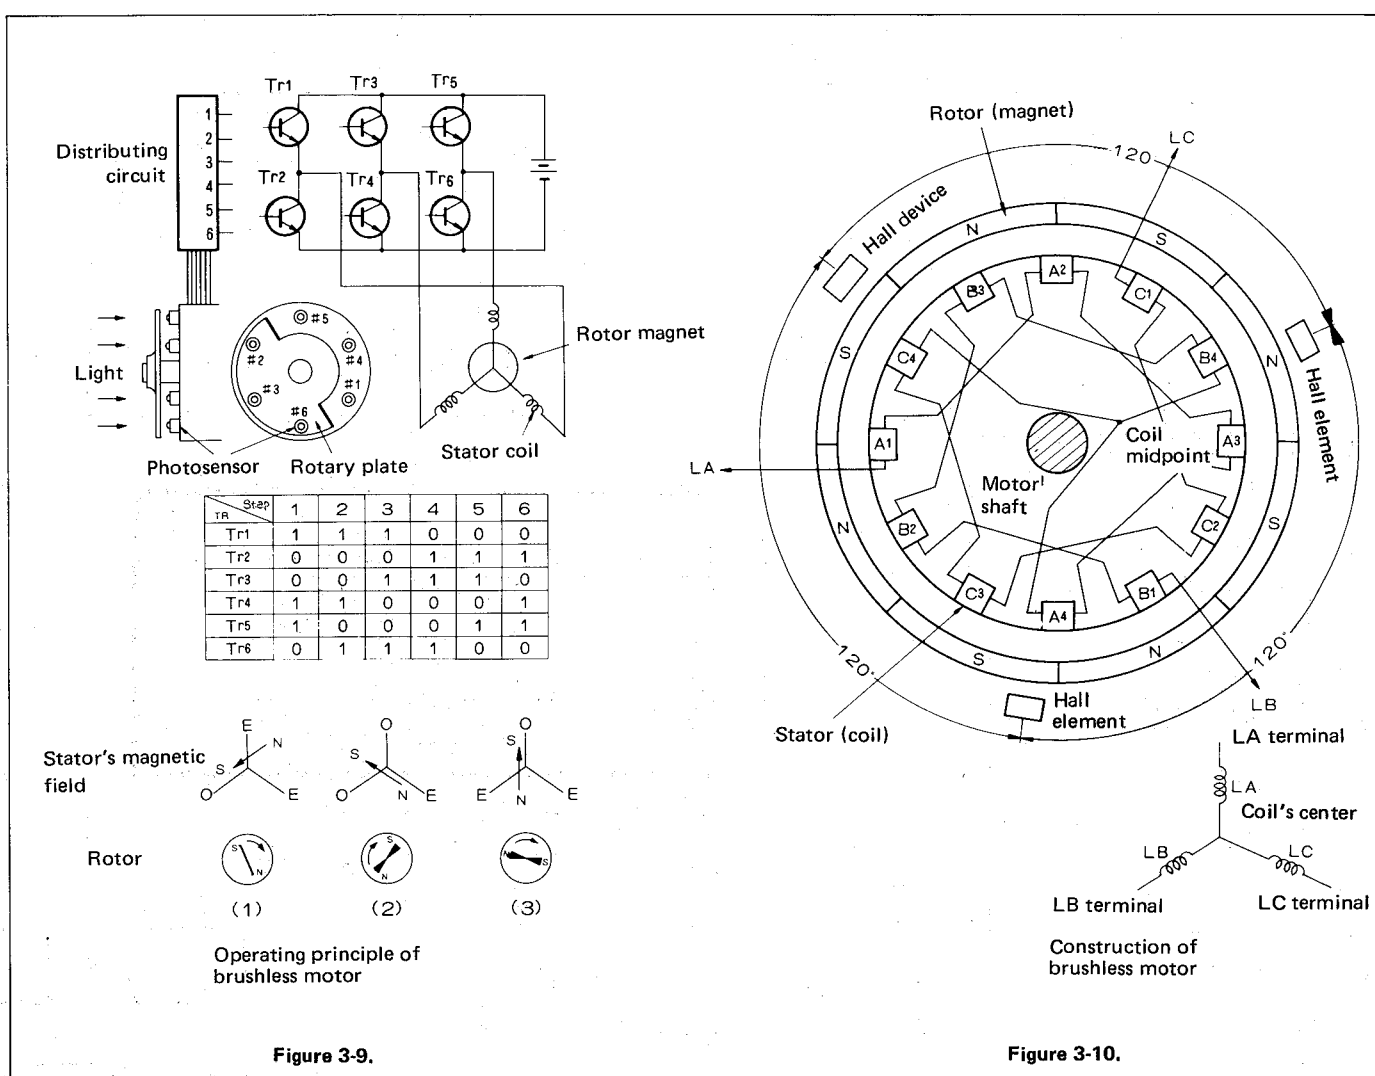 Tr1 Tr3 Tr5
Distributing
circuit
1
2
3
4
5
6
Tr2 Tr4 Tr6
Light
#5
#2 #4
#3 #1
#6
Rotor magnet
Stator coil
Photosensor Rotary plate
TR Step 1 2 3 4 5 6
Tr1 1 1 1 0 0 0
Tr2 0 0 0 1 1 1
Tr3 0 0 1 1 1 0
Tr4 1 1 0 0 0 1
Tr5 1 0 0 0 1 1
Tr6 0 1 1 1 0 0
Stator's magnetic
field
E N S O E
O S O N E
O S E N E
Rotor
S N
S N
N S
(1) (2) (3)
Operating principle of
brushless motor
Figure 3-9.
Rotor (magnet)
LC
120
Hall device
N S
S N
N S
S N
A2
B3 C1
C4 B4
A1 A3
B2 C2
C3 B1
A4
Hall element
Coil
midpoint
LA
Motor
shaft
120°
120°
Hall
element
LB
Stator (coil)
LA terminal
LA
Coil's center
LB LC
LB terminal LC terminal
Construction of
brushless motor
Figure 3-10.